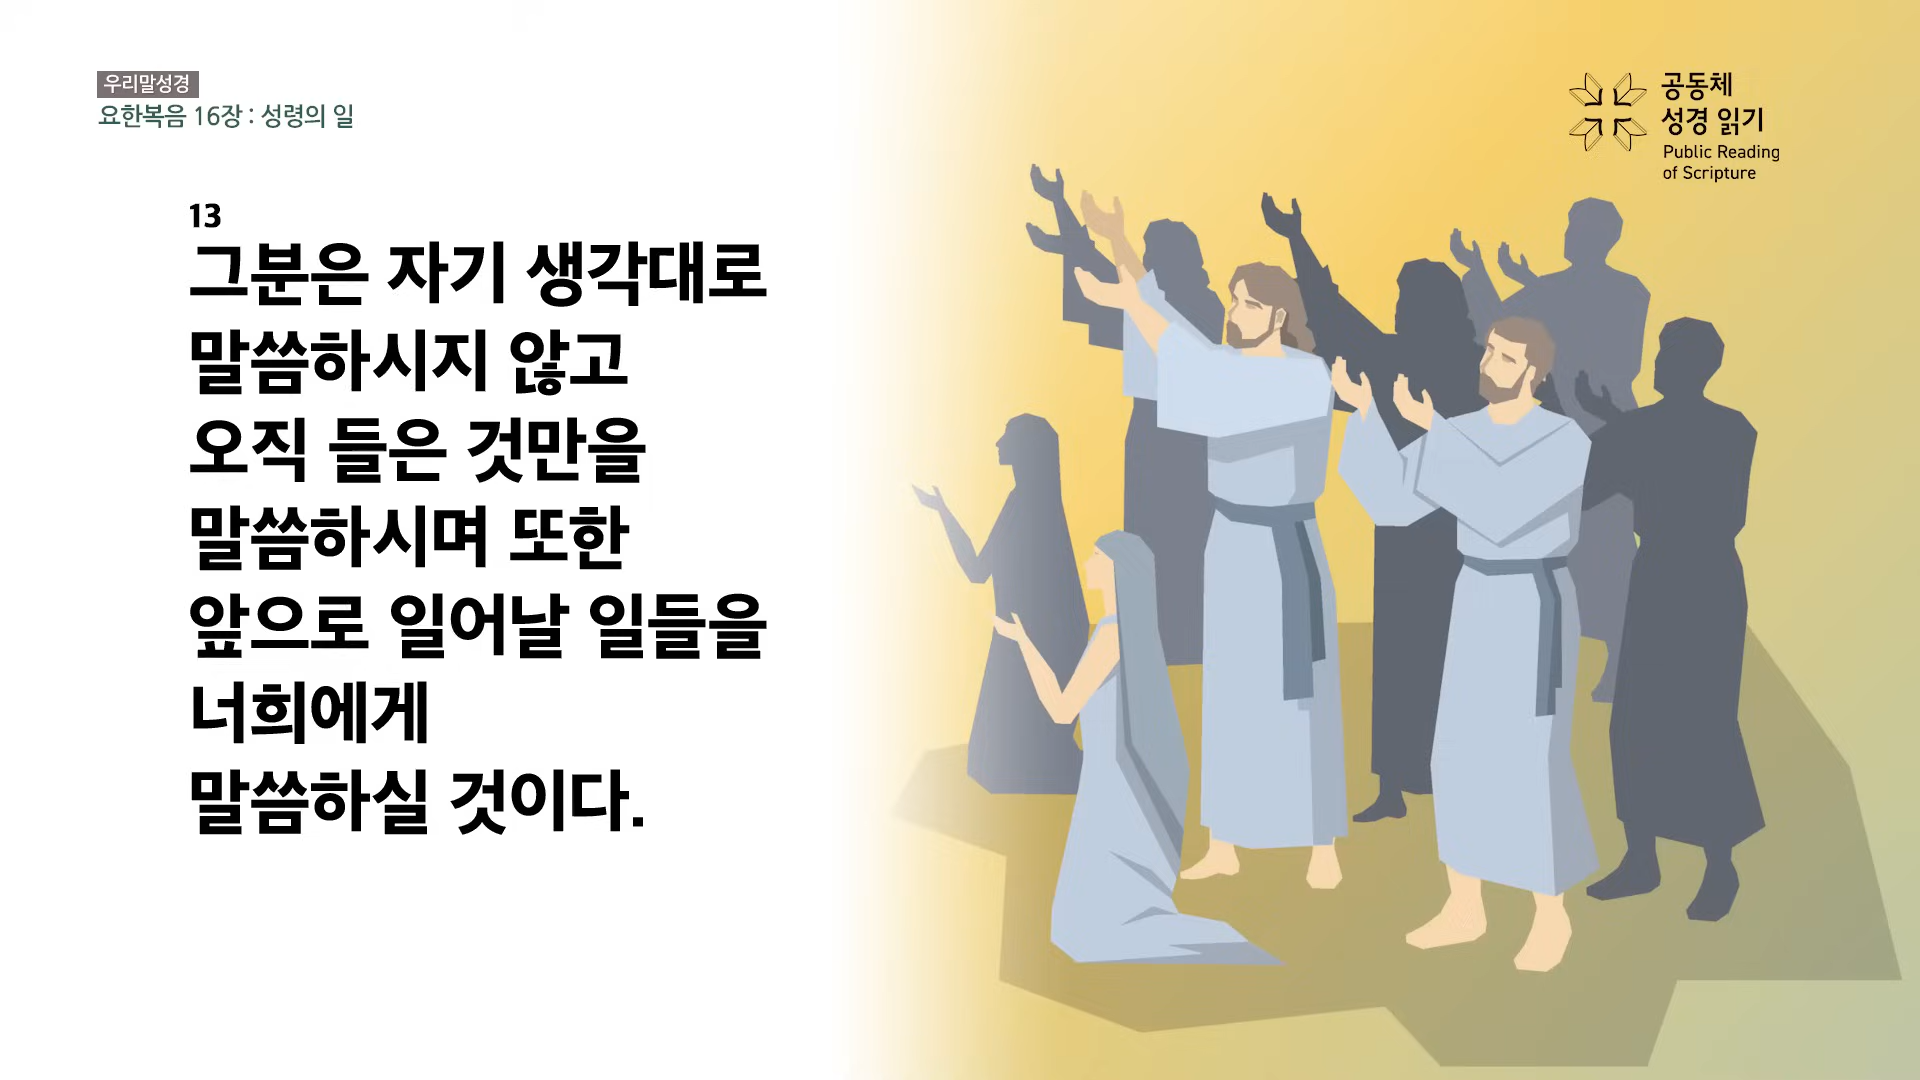 우리말성경
요한복음 16장 : 성령의 일
공동체
성경 읽기
Public Reading
of Scripture
13
그분은 자기 생각대로
말씀하시지 않고
오직 들은 것만을
말씀하시며 또한
앞으로 일어날 일들을
너희에게
말씀하실 것이다.